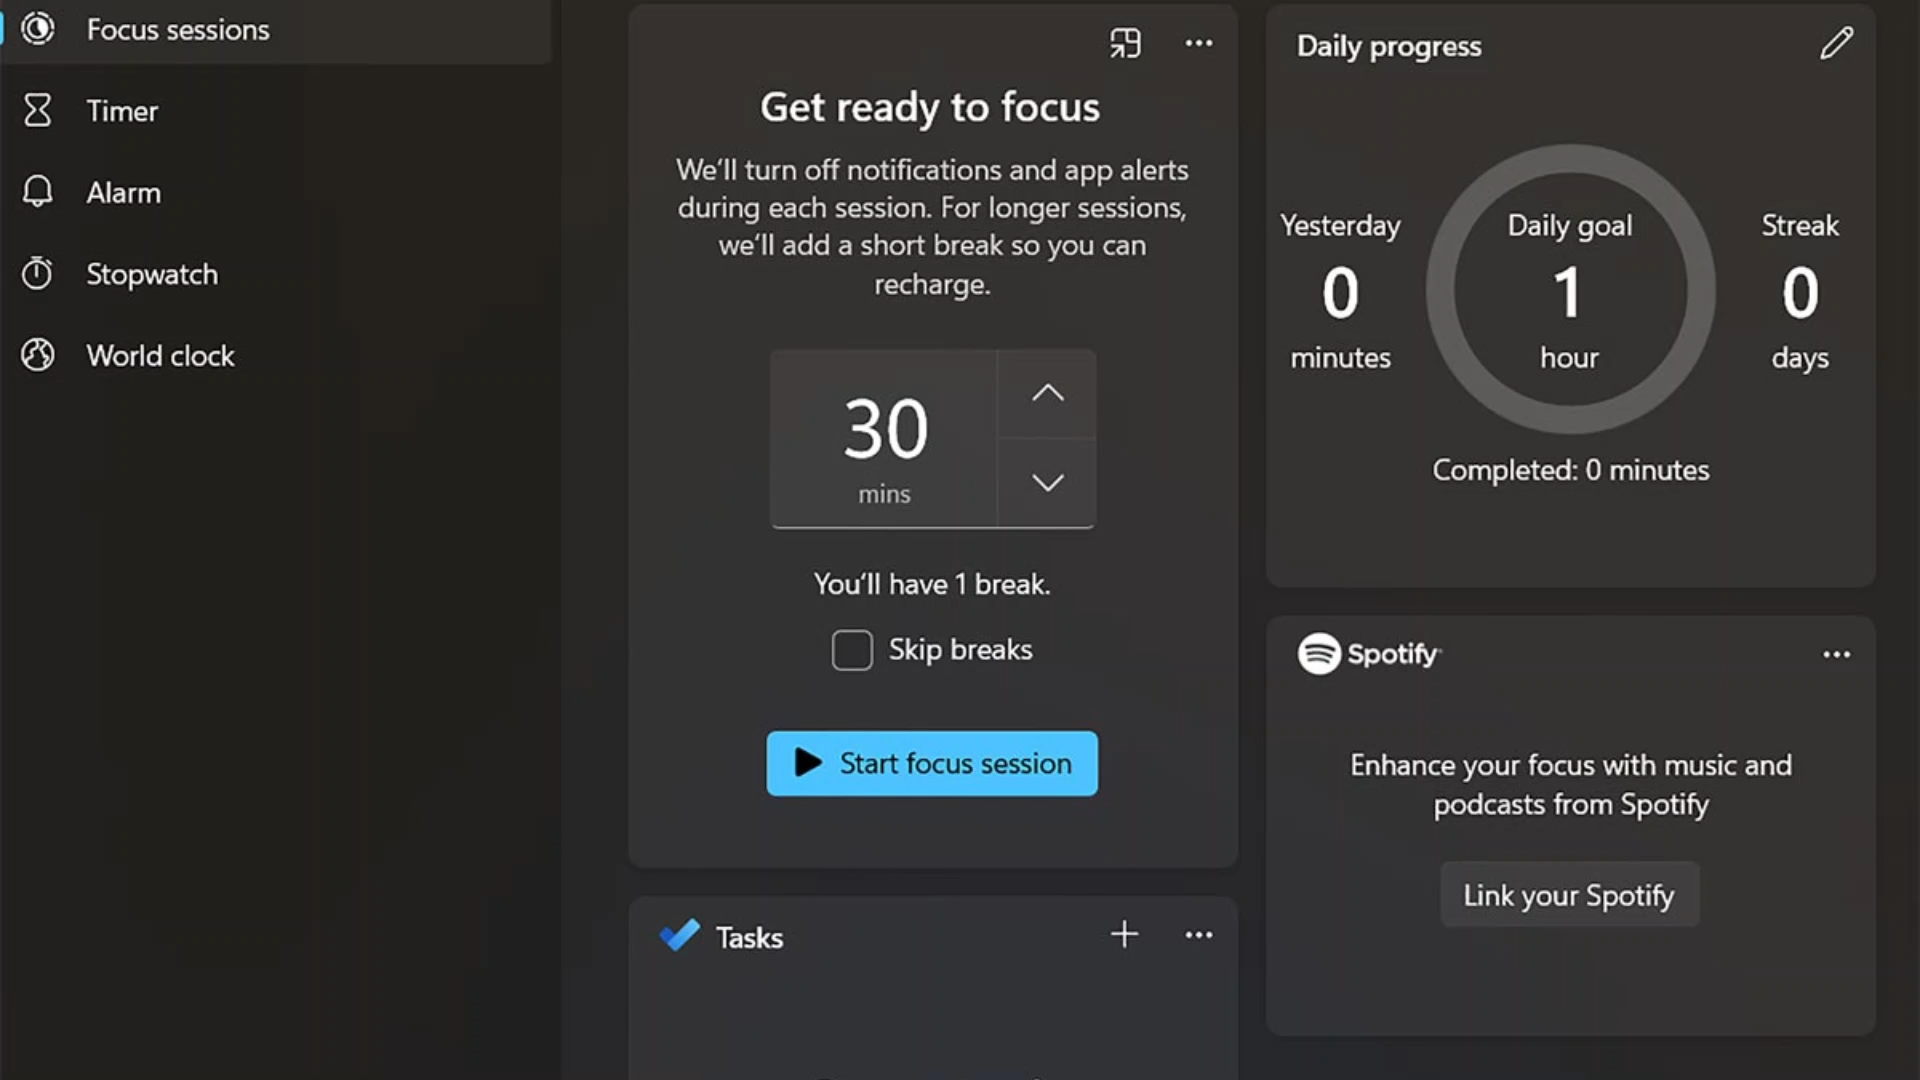 Focus sessions
Timer
Alarm
Stopwatch
World clock
Get ready to focus
We'll turn off notifications and app alerts
during each session. For longer sessions,
we'll add a short break so you can
recharge.
30
mins
You'll have 1 break.
Skip breaks
Start focus session
Tasks
Daily progress
Yesterday
0
minutes
Daily goal
1
hour
Streak
0
days
Completed: 0 minutes
Spotify
Enhance your focus with music and
podcasts from Spotify
Link your Spotify